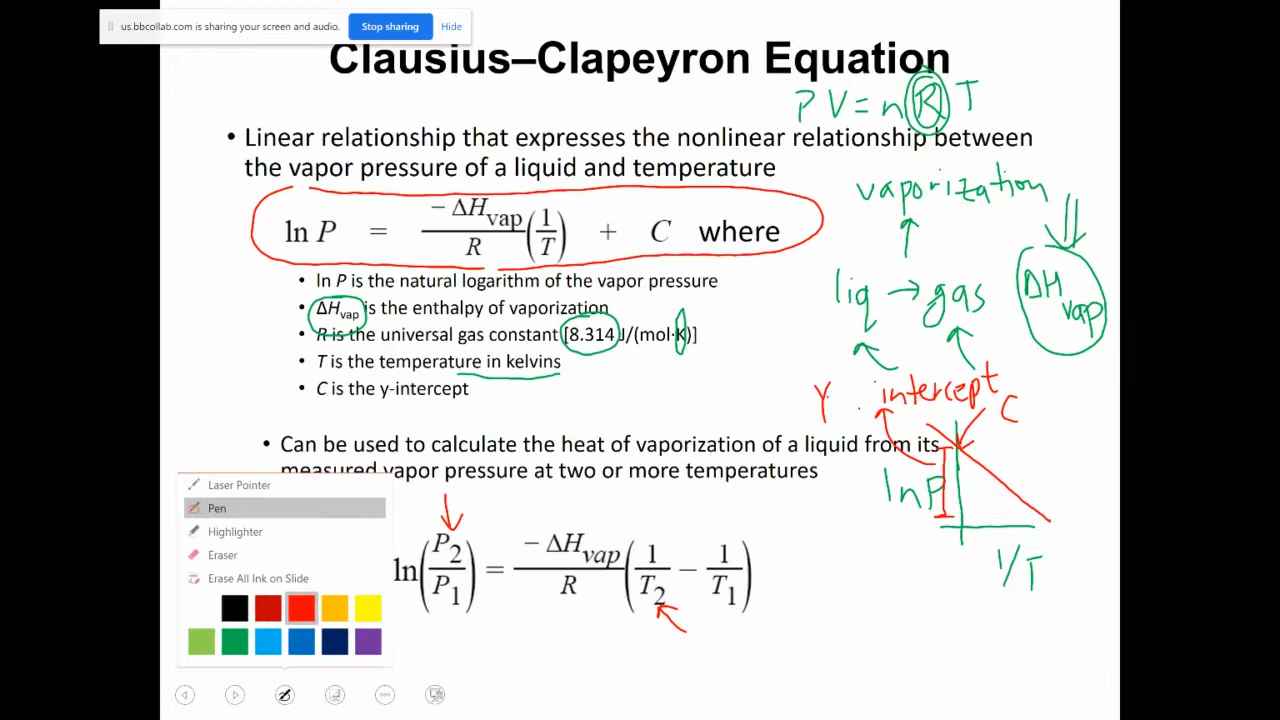 us.bbcollab.com is sharing your screen and audio. Stop sharing Hide
Clausius–Clapeyron Equation
PV = nRT
• Linear relationship that expresses the nonlinear relationship between
the vapor pressure of a liquid and temperature
vaporization
ln P = −ΔHvap/R (1/T) + C where
• ln P is the natural logarithm of the vapor pressure
liq → gas
ΔHvap
• ΔHvap is the enthalpy of vaporization
• R is the universal gas constant [8.314 J/(mol·K)]
• T is the temperature in kelvins
• C is the y-intercept
Y intercept
C
• Can be used to calculate the heat of vaporization of a liquid from its
measured vapor pressure at two or more temperatures
ln P
1/T
Laser Pointer
Pen
Highlighter
Eraser
Erase All Ink on Slide
ln(P2/P1) = −ΔHvap/R (1/T2 − 1/T1)